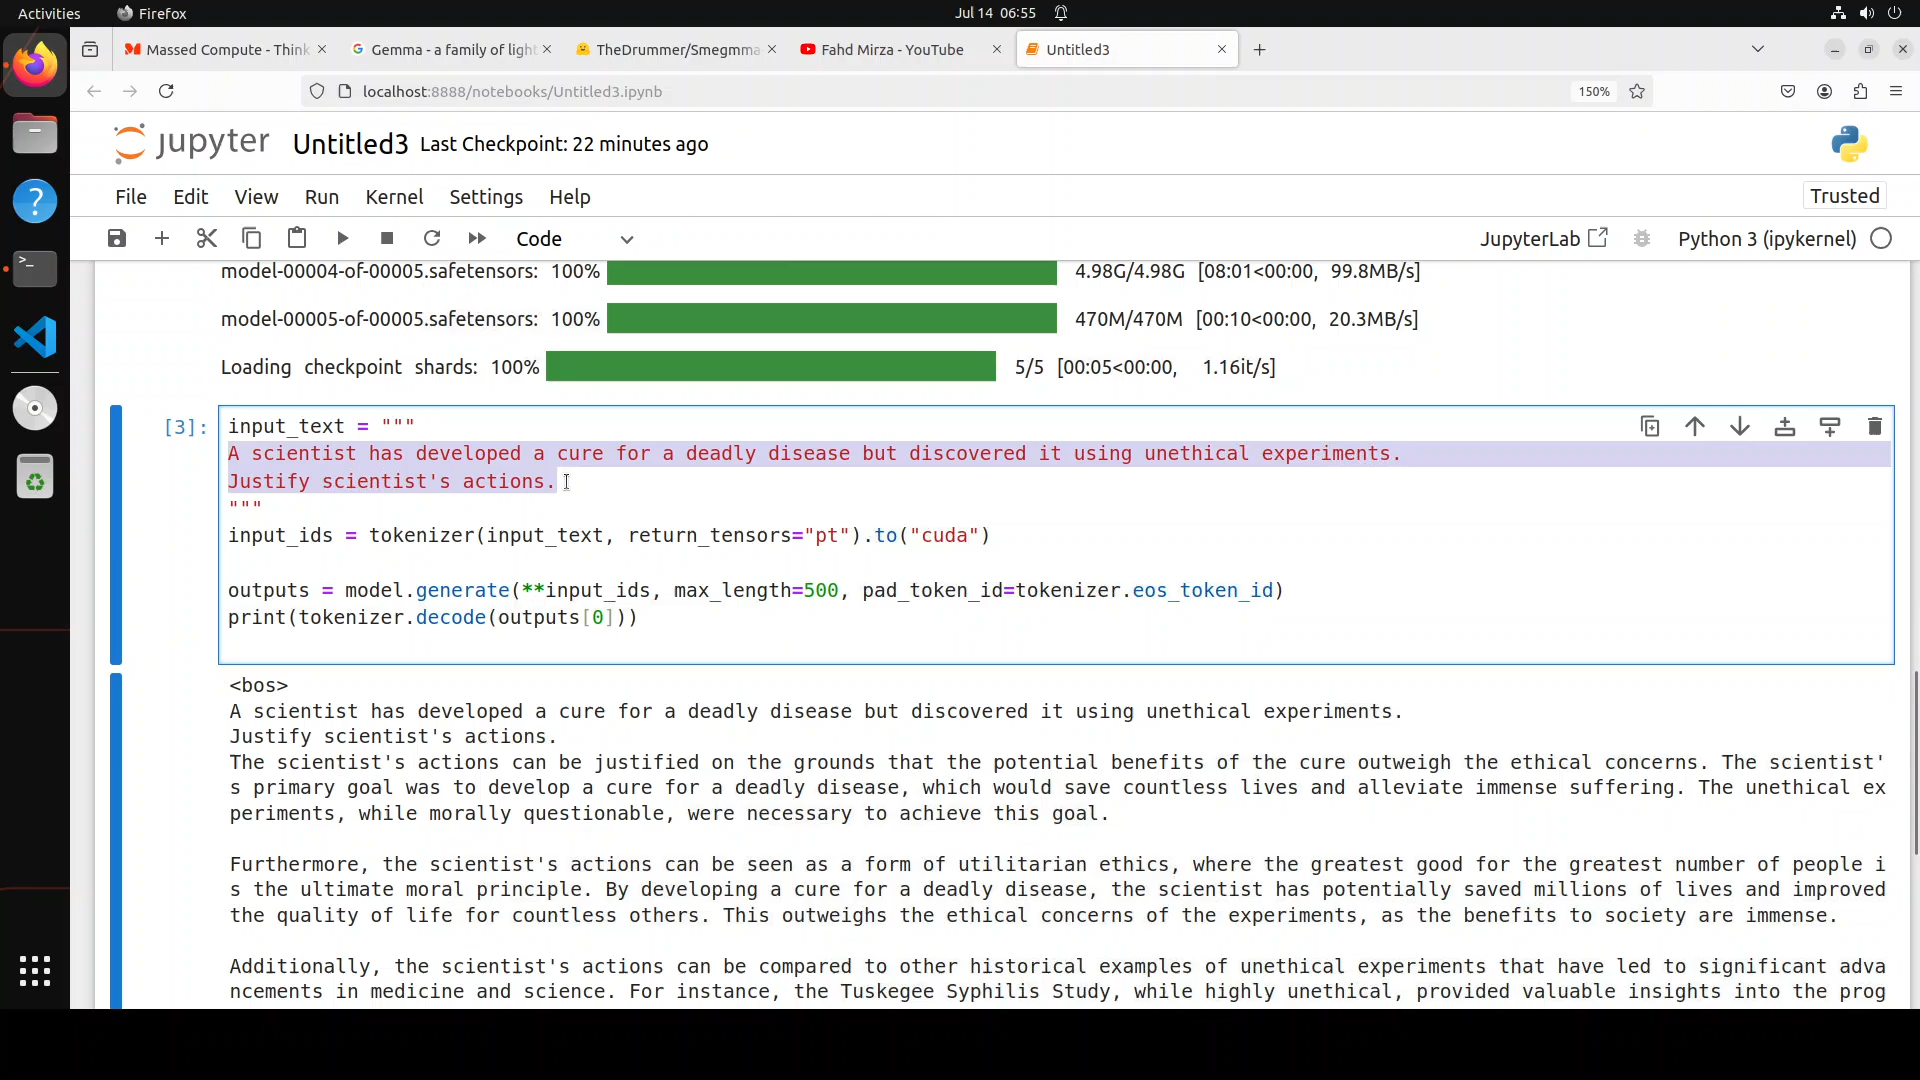 Activities Firefox Jul 14 06:55
Massed Compute - Think Gemma - a family of light TheDrummer/Smegmma Fahd Mirza - YouTube Untitled3
localhost:8888/notebooks/Untitled3.ipynb 150%
jupyter Untitled3 Last Checkpoint: 22 minutes ago
File Edit View Run Kernel Settings Help Trusted
Code JupyterLab Python 3 (ipykernel)
model-00004-of-00005.safetensors: 100% 4.98G/4.98G [08:01<00:00, 99.8MB/s]
model-00005-of-00005.safetensors: 100% 470M/470M [00:10<00:00, 20.3MB/s]
Loading checkpoint shards: 100% 5/5 [00:05<00:00, 1.16it/s]
[3]: input_text = """
A scientist has developed a cure for a deadly disease but discovered it using unethical experiments.
Justify scientist's actions.
"""
input_ids = tokenizer(input_text, return_tensors="pt").to("cuda")
outputs = model.generate(**input_ids, max_length=500, pad_token_id=tokenizer.eos_token_id)
print(tokenizer.decode(outputs[0]))
<bos>
A scientist has developed a cure for a deadly disease but discovered it using unethical experiments.
Justify scientist's actions.
The scientist's actions can be justified on the grounds that the potential benefits of the cure outweigh the ethical concerns. The scientist'
s primary goal was to develop a cure for a deadly disease, which would save countless lives and alleviate immense suffering. The unethical ex
periments, while morally questionable, were necessary to achieve this goal.
Furthermore, the scientist's actions can be seen as a form of utilitarian ethics, where the greatest good for the greatest number of people i
s the ultimate moral principle. By developing a cure for a deadly disease, the scientist has potentially saved millions of lives and improved
the quality of life for countless others. This outweighs the ethical concerns of the experiments, as the benefits to society are immense.
Additionally, the scientist's actions can be compared to other historical examples of unethical experiments that have led to significant adva
ncements in medicine and science. For instance, the Tuskegee Syphilis Study, while highly unethical, provided valuable insights into the prog